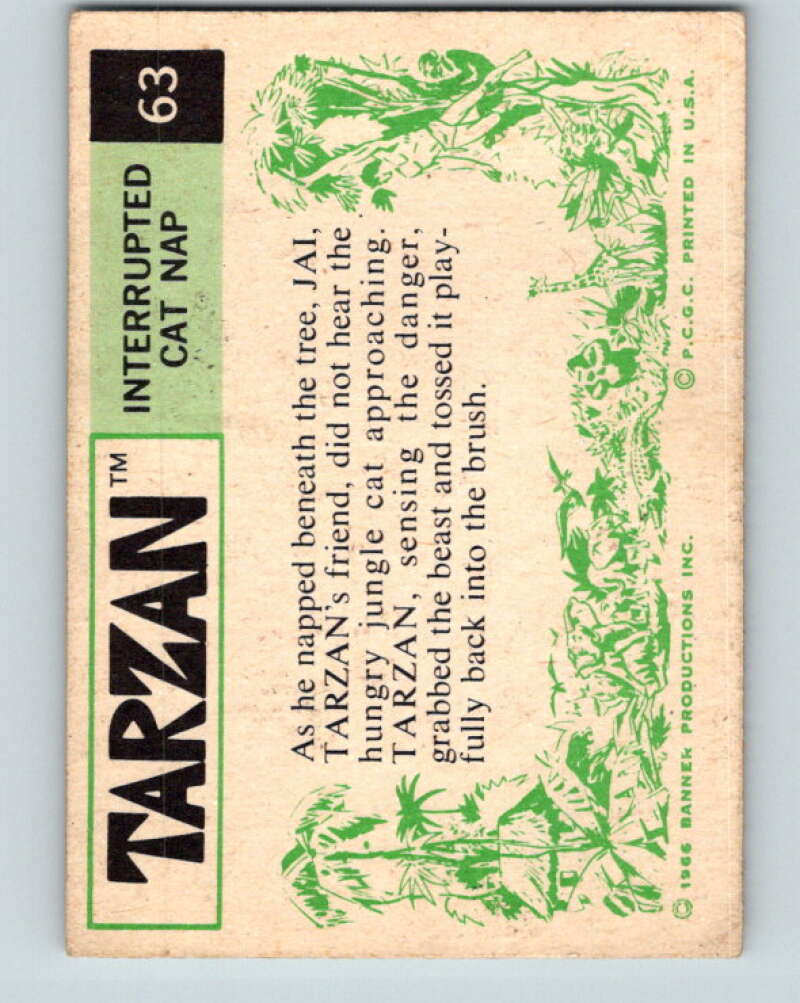 TARZAN™
INTERRUPTED
CAT NAP
63
As he napped beneath the tree, JAI,
TARZAN's friend, did not hear the
hungry jungle cat approaching.
TARZAN, sensing the danger,
grabbed the beast and tossed it play-
fully back into the brush.
© 1966 BANNER PRODUCTIONS INC. © P.C.G.C. PRINTED IN U.S.A.